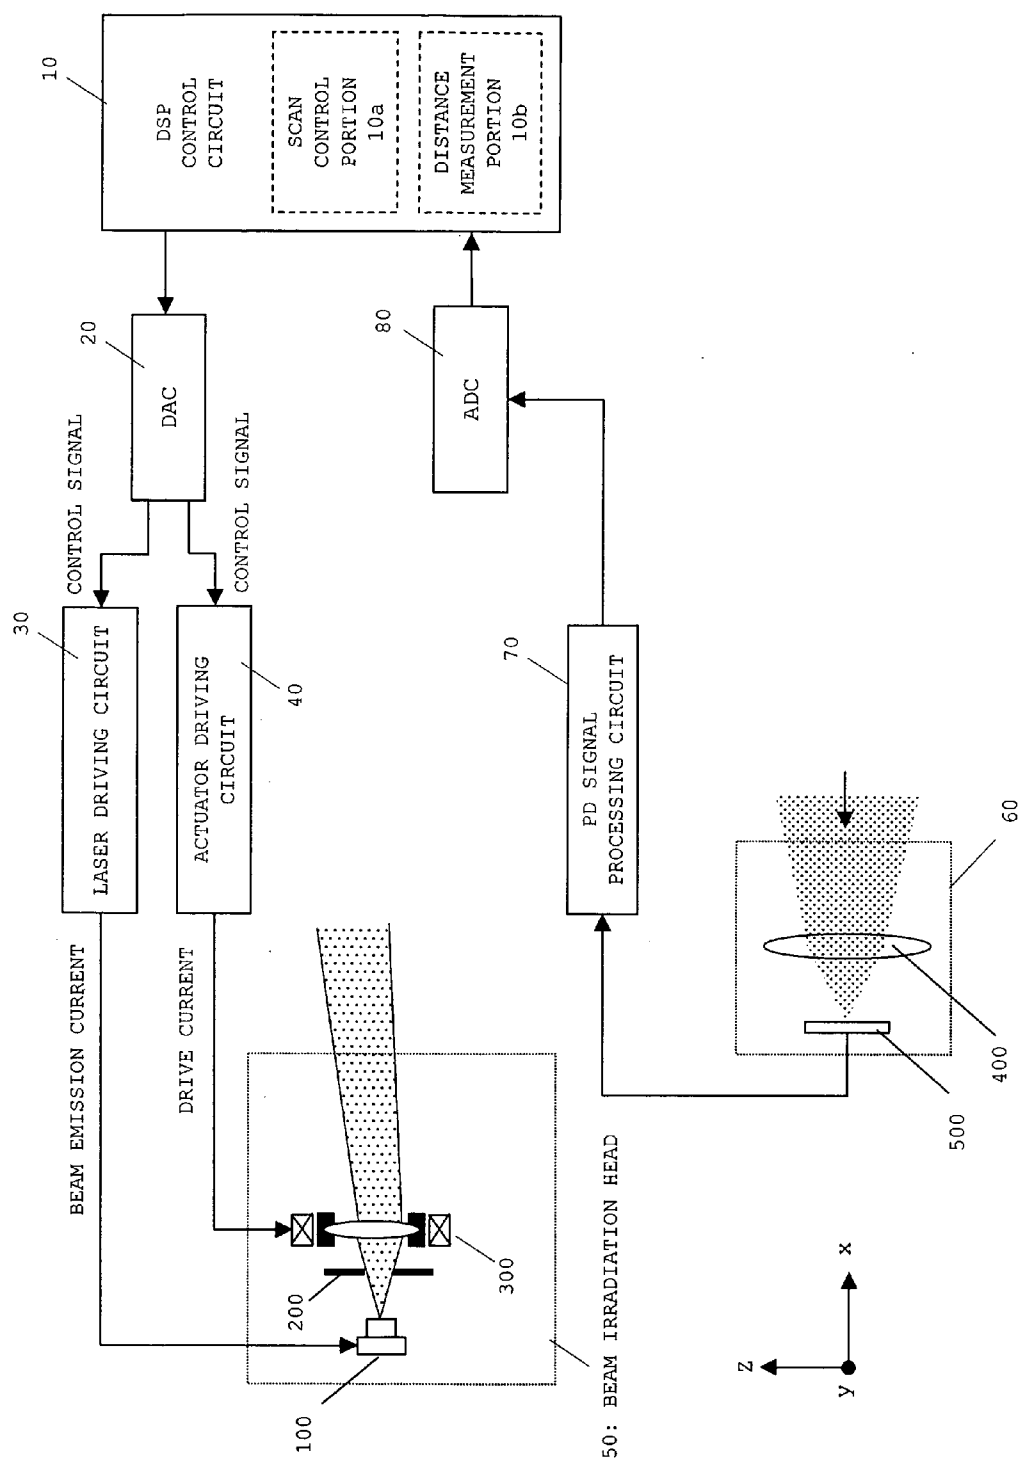 10
DSP
CONTROL
CIRCUIT
SCAN
CONTROL
PORTION
10a
DISTANCE
MEASUREMENT
PORTION
10b
20
DAC
80
ADC
CONTROL SIGNAL
CONTROL SIGNAL
30
LASER DRIVING CIRCUIT
40
ACTUATOR DRIVING
CIRCUIT
70
PD SIGNAL
PROCESSING CIRCUIT
BEAM EMISSION CURRENT
DRIVE CURRENT
60
400
500
200
300
100
50: BEAM IRRADIATION HEAD
z
x
y